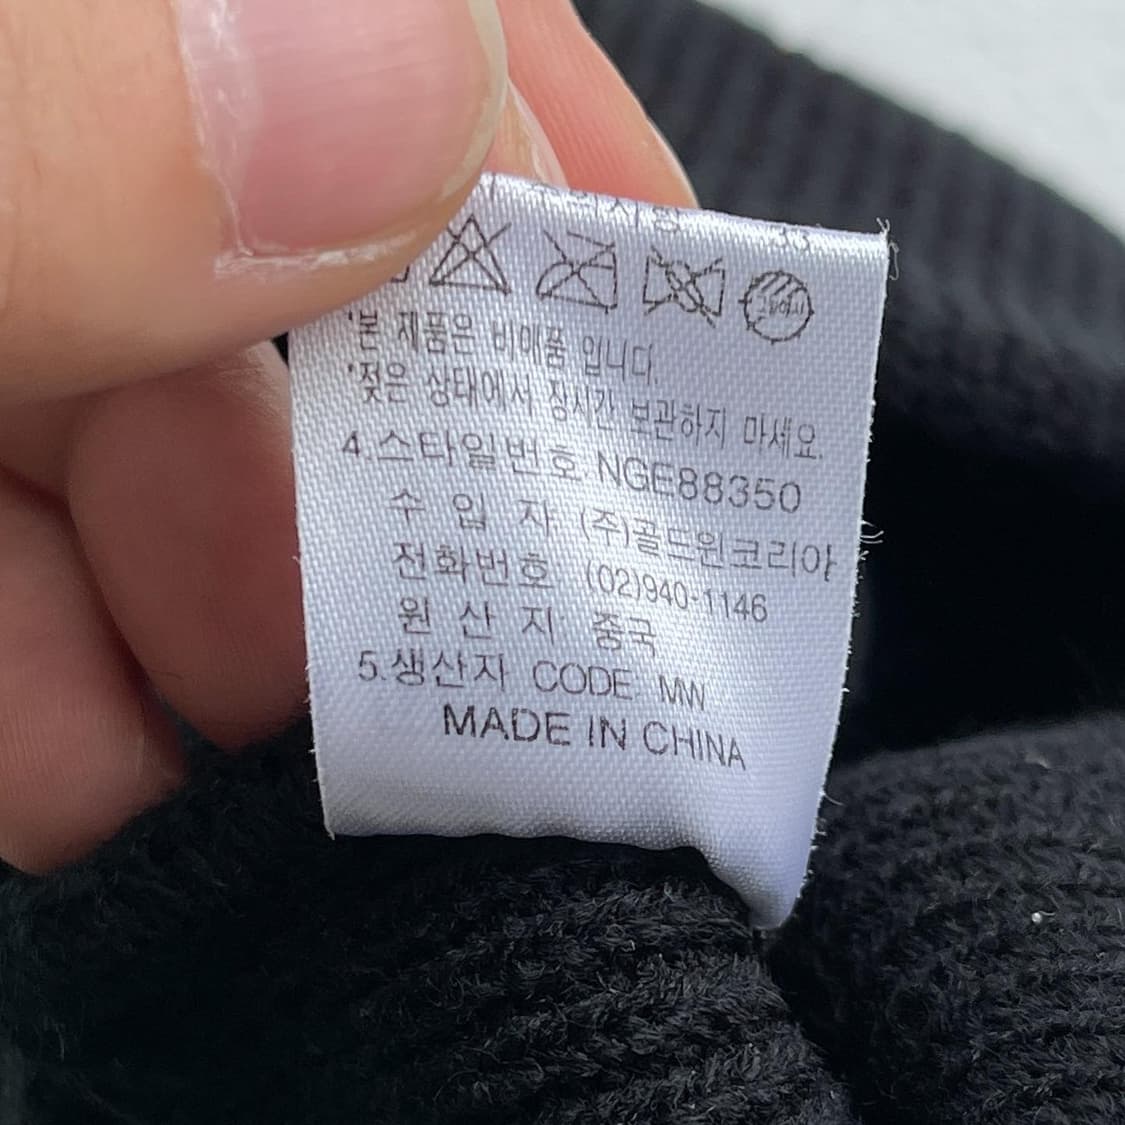 *본 제품은 비매품 입니다.
*젖은 상태에서 장시간 보관하지 마세요.
4.스타일번호 NGE88350
수 입 자 (주)골드윈코리아
전화번호 (02)940-1146
원 산 지 중국
5.생산자 CODE MW
MADE IN CHINA